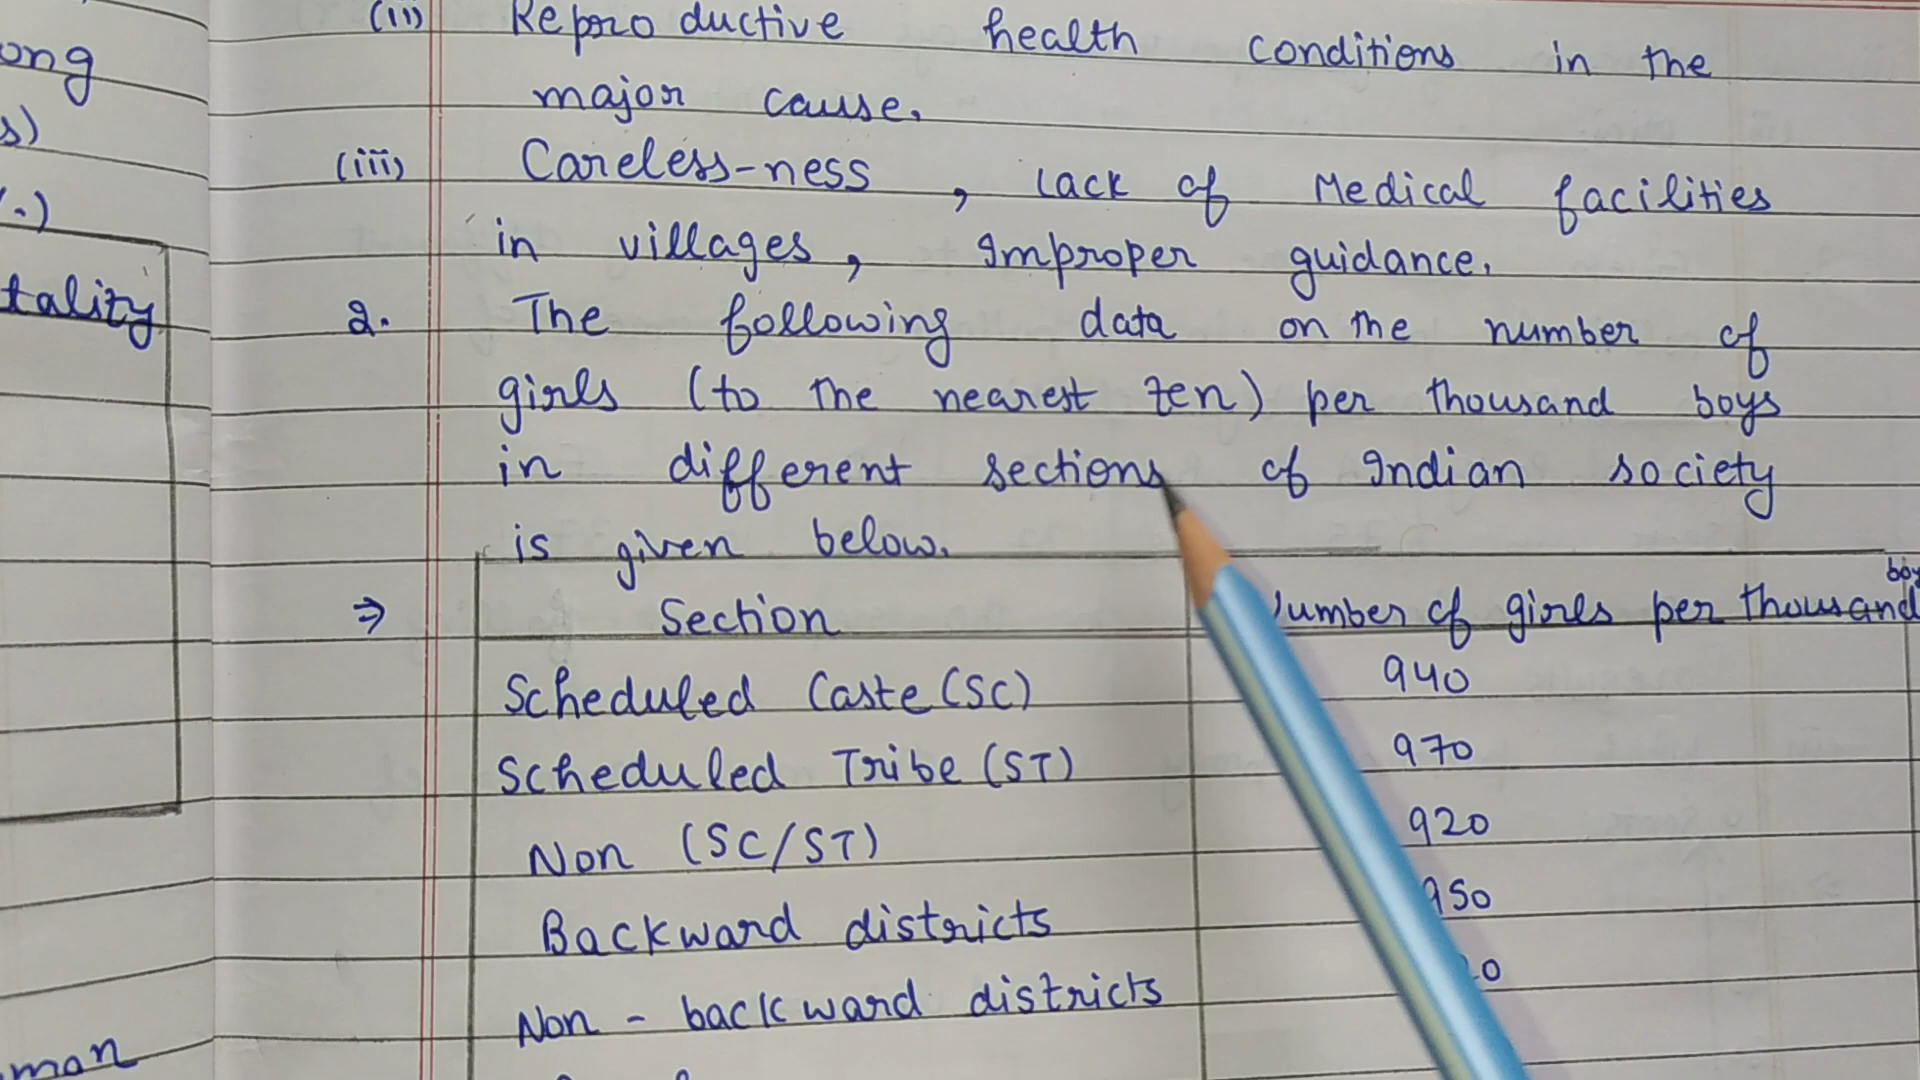 ong
s)
(.)
tality
man
(ii) Reproductive health conditions in the
major cause.
(iii) Careless-ness, Lack of Medical facilities
in villages, Improper guidance.
2. The following data on the number of
girls (to the nearest ten) per thousand boys
in different sections of Indian society
is given below.
boy
⇒ Section umber of girls per thousand
Scheduled Caste (SC) 940
Scheduled Tribe (ST) 970
Non (SC/ST) 920
Backward districts 950
Non - backward districts 20